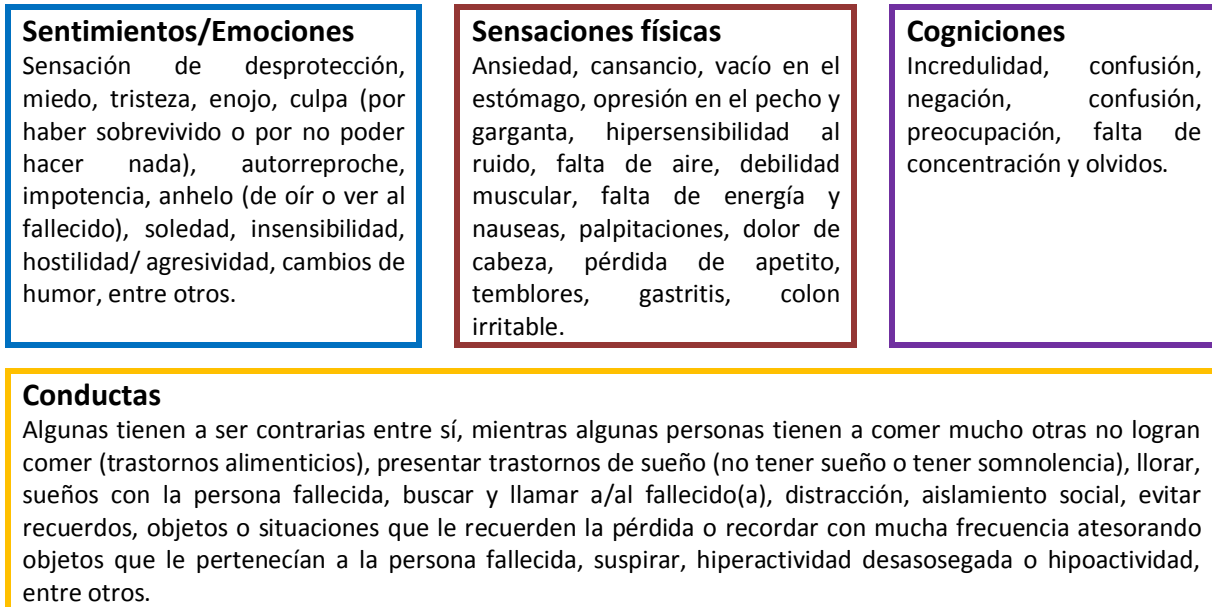 Sentimientos/Emociones
Sensación de desprotección,
miedo, tristeza, enojo, culpa (por
haber sobrevivido o por no poder
hacer nada), autorreproche,
impotencia, anhelo (de oír o ver al
fallecido), soledad, insensibilidad,
hostilidad/ agresividad, cambios de
humor, entre otros.
Sensaciones físicas
Ansiedad, cansancio, vacío en el
estómago, opresión en el pecho y
garganta, hipersensibilidad al
ruido, falta de aire, debilidad
muscular, falta de energía y
nauseas, palpitaciones, dolor de
cabeza, pérdida de apetito,
temblores, gastritis, colon
irritable.
Cogniciones
Incredulidad, confusión,
negación, confusión,
preocupación, falta de
concentración y olvidos.
Conductas
Algunas tienen a ser contrarias entre sí, mientras algunas personas tienen a comer mucho otras no logran
comer (trastornos alimenticios), presentar trastornos de sueño (no tener sueño o tener somnolencia), llorar,
sueños con la persona fallecida, buscar y llamar a/al fallecido(a), distracción, aislamiento social, evitar
recuerdos, objetos o situaciones que le recuerden la pérdida o recordar con mucha frecuencia atesorando
objetos que le pertenecían a la persona fallecida, suspirar, hiperactividad desasosegada o hipoactividad,
entre otros.